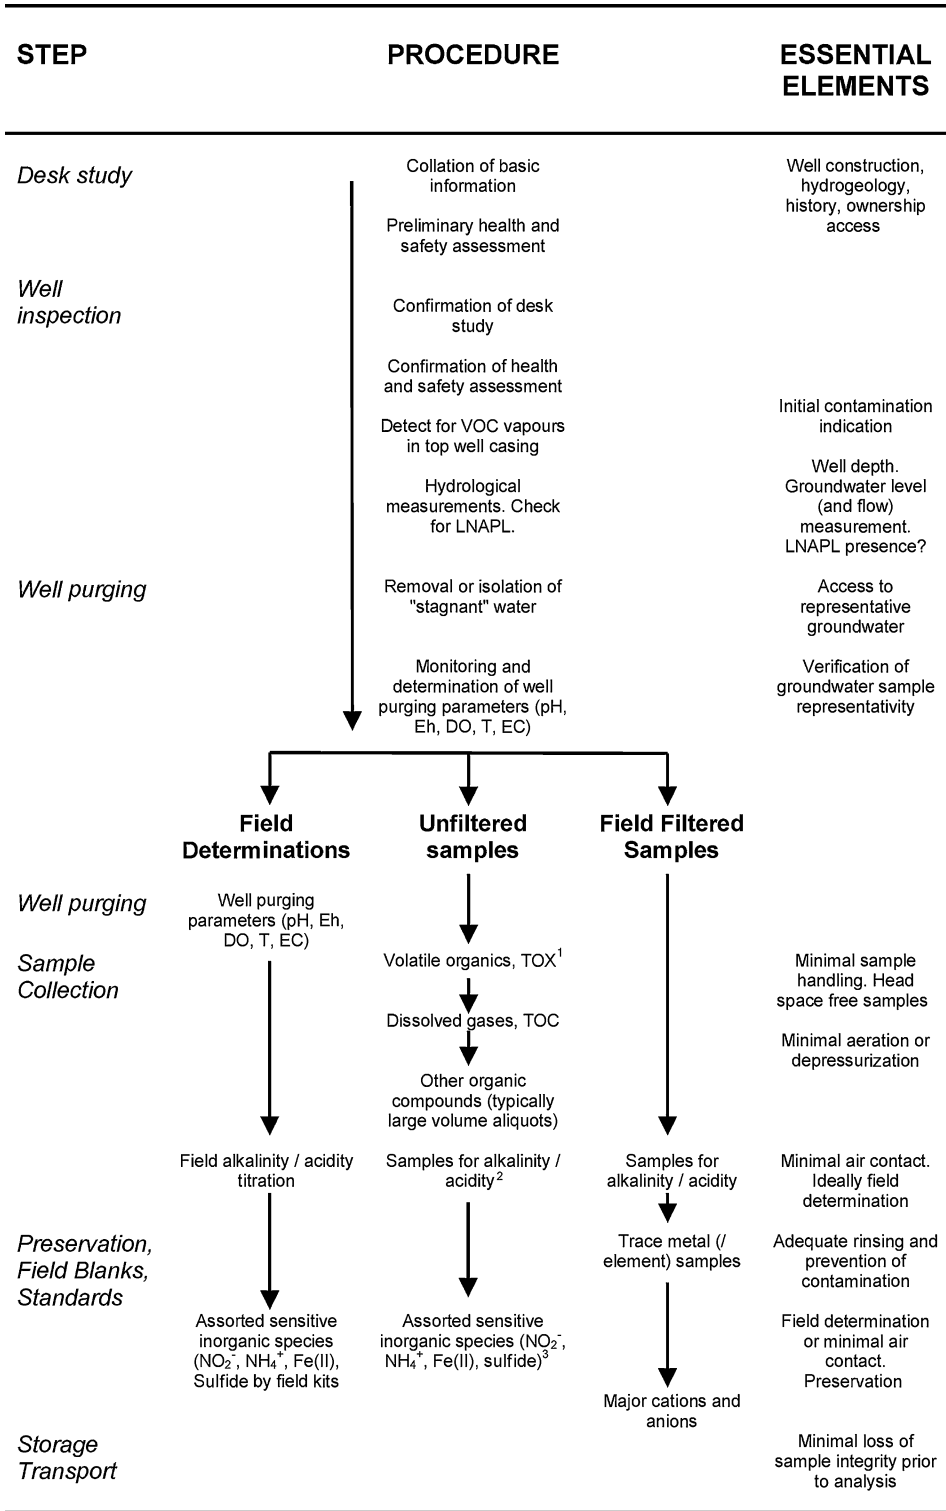 STEP
PROCEDURE
ESSENTIAL
ELEMENTS
Desk study
Collation of basic
information
Well construction,
hydrogeology,
history, ownership
access
Preliminary health and
safety assessment
Well
inspection
Confirmation of desk
study
Confirmation of health
and safety assessment
Detect for VOC vapours
in top well casing
Initial contamination
indication
Hydrological
measurements. Check
for LNAPL.
Well depth.
Groundwater level
(and flow)
measurement.
LNAPL presence?
Well purging
Removal or isolation of
"stagnant" water
Access to
representative
groundwater
Monitoring and
determination of well
purging parameters (pH,
Eh, DO, T, EC)
Verification of
groundwater sample
representativity
Field
Determinations
Unfiltered
samples
Field Filtered
Samples
Well purging
Well purging
parameters (pH, Eh,
DO, T, EC)
Sample
Collection
Volatile organics, TOX¹
Minimal sample
handling. Head
space free samples
Dissolved gases, TOC
Minimal aeration or
depressurization
Other organic
compounds (typically
large volume aliquots)
Field alkalinity / acidity
titration
Samples for alkalinity /
acidity²
Samples for
alkalinity / acidity
Minimal air contact.
Ideally field
determination
Preservation,
Field Blanks,
Standards
Trace metal (/
element) samples
Adequate rinsing and
prevention of
contamination
Assorted sensitive
inorganic species
(NO₂⁻, NH₄⁺, Fe(II),
Sulfide by field kits
Assorted sensitive
inorganic species (NO₂⁻,
NH₄⁺, Fe(II), sulfide)³
Field determination
or minimal air
contact.
Preservation
Major cations and
anions
Storage
Transport
Minimal loss of
sample integrity prior
to analysis